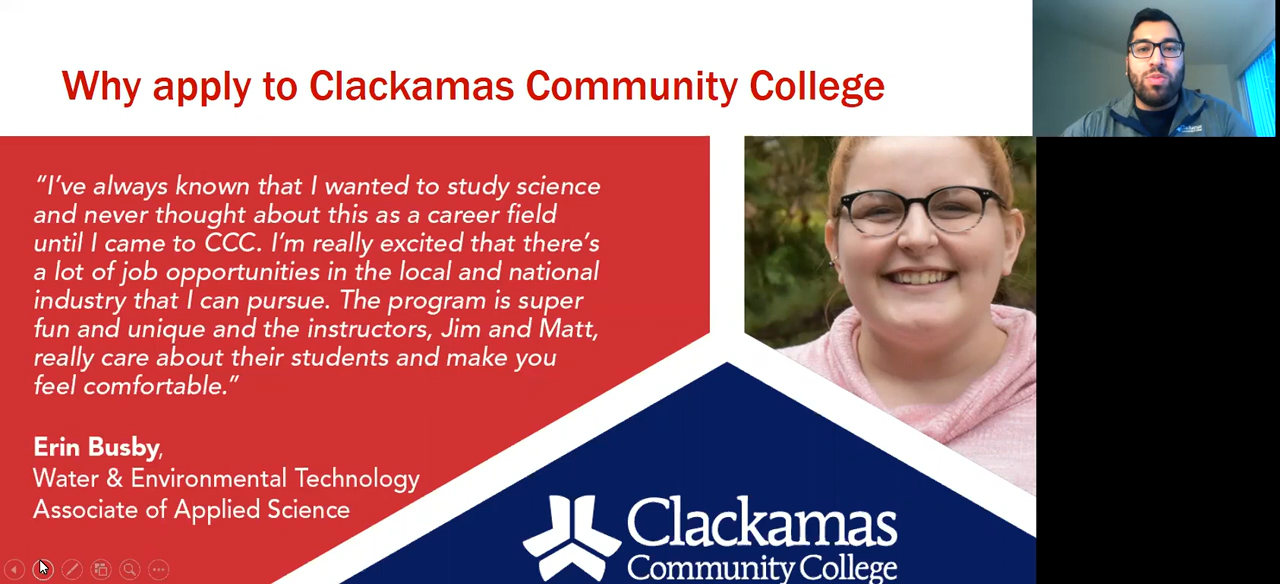 Why apply to Clackamas Community College
“I’ve always known that I wanted to study science
and never thought about this as a career field
until I came to CCC. I’m really excited that there’s
a lot of job opportunities in the local and national
industry that I can pursue. The program is super
fun and unique and the instructors, Jim and Matt,
really care about their students and make you
feel comfortable.”
Erin Busby,
Water & Environmental Technology
Associate of Applied Science
Clackamas
Community College
Clackamas